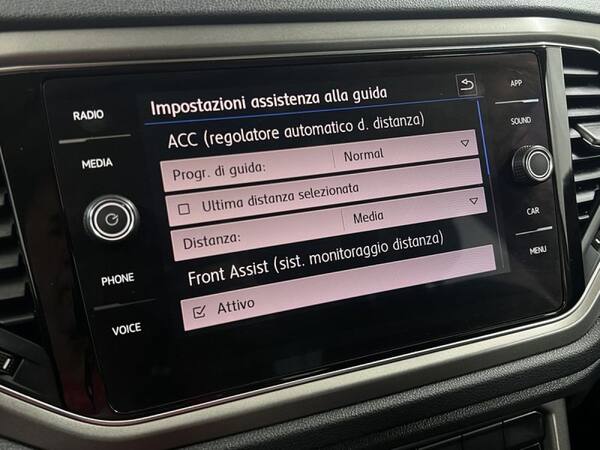 RADIO
MEDIA
PHONE
VOICE
Impostazioni assistenza alla guida
ACC (regolatore automatico d. distanza)
Progr. di guida: Normal
Ultima distanza selezionata
Distanza: Media
Front Assist (sist. monitoraggio distanza)
Attivo
APP
SOUND
CAR
MENU